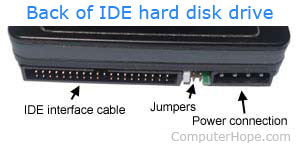 Back of IDE hard disk drive
IDE interface cable
Jumpers
Power connection
ComputerHope.com